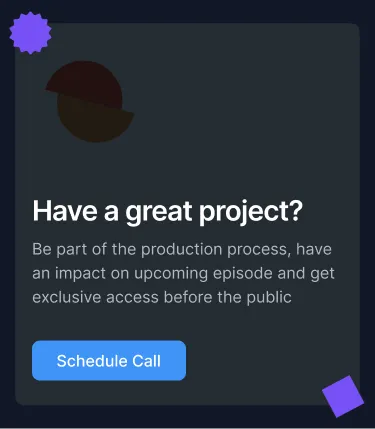 Have a great project?
Be part of the production process, have
an impact on upcoming episode and get
exclusive access before the public
Schedule Call